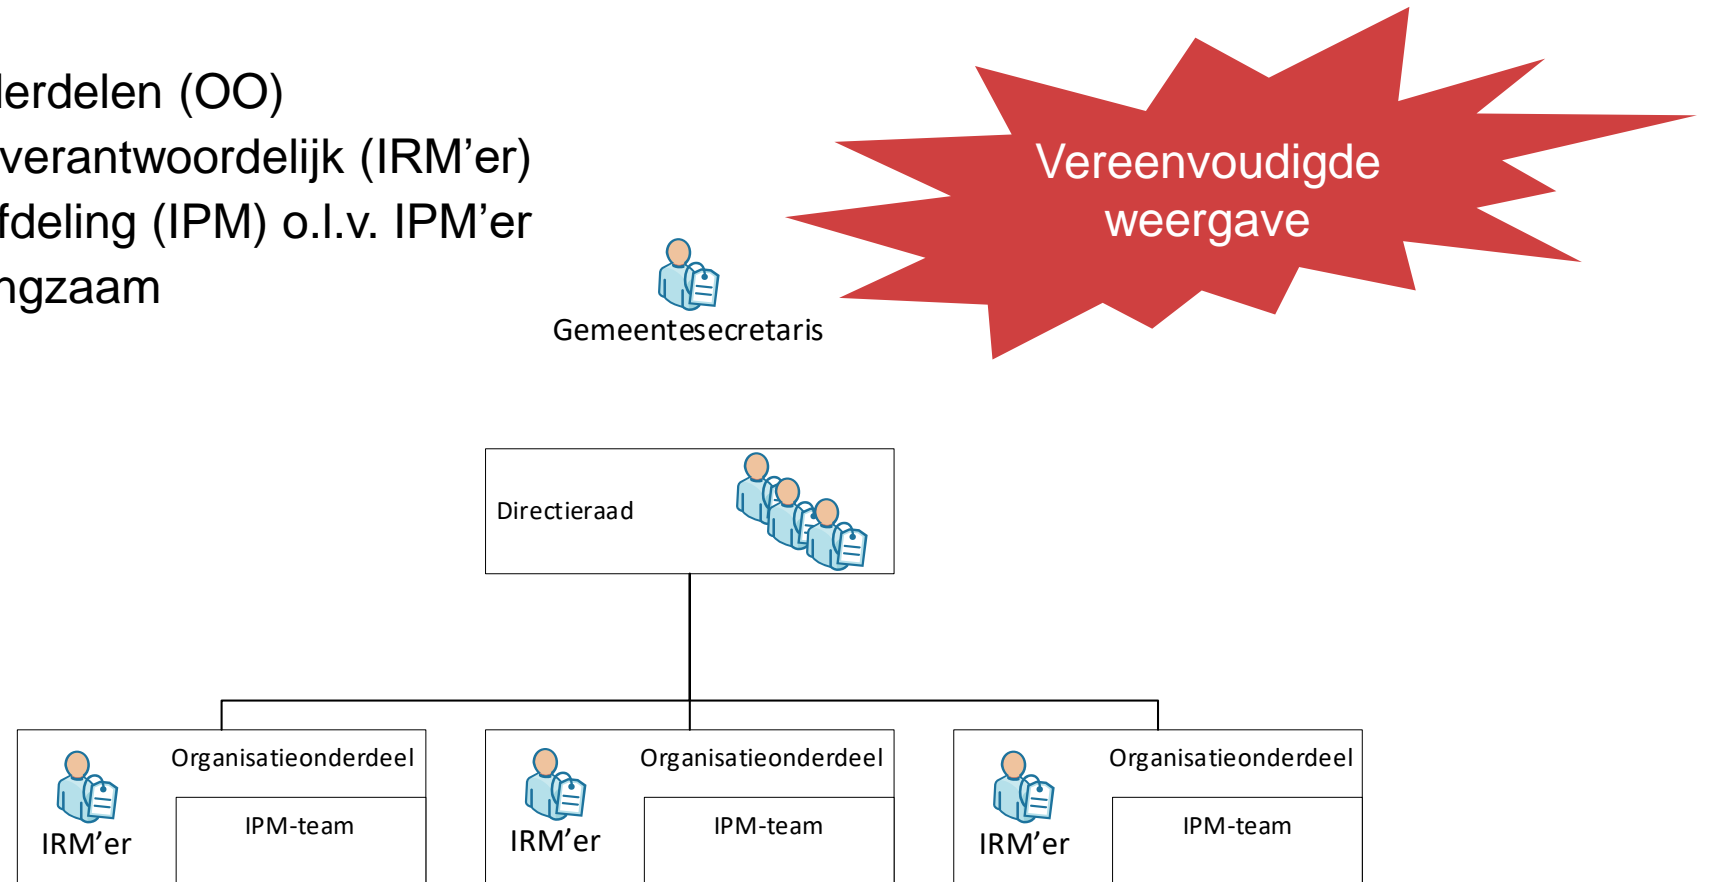 lerdelen (OO)
verantwoordelijk (IRM’er)
fdeling (IPM) o.l.v. IPM’er
ngzaam
Vereenvoudigde
weergave
Gemeentesecretaris
Directieraad
Organisatieonderdeel
IPM-team
IRM’er
Organisatieonderdeel
IPM-team
IRM’er
Organisatieonderdeel
IPM-team
IRM’er